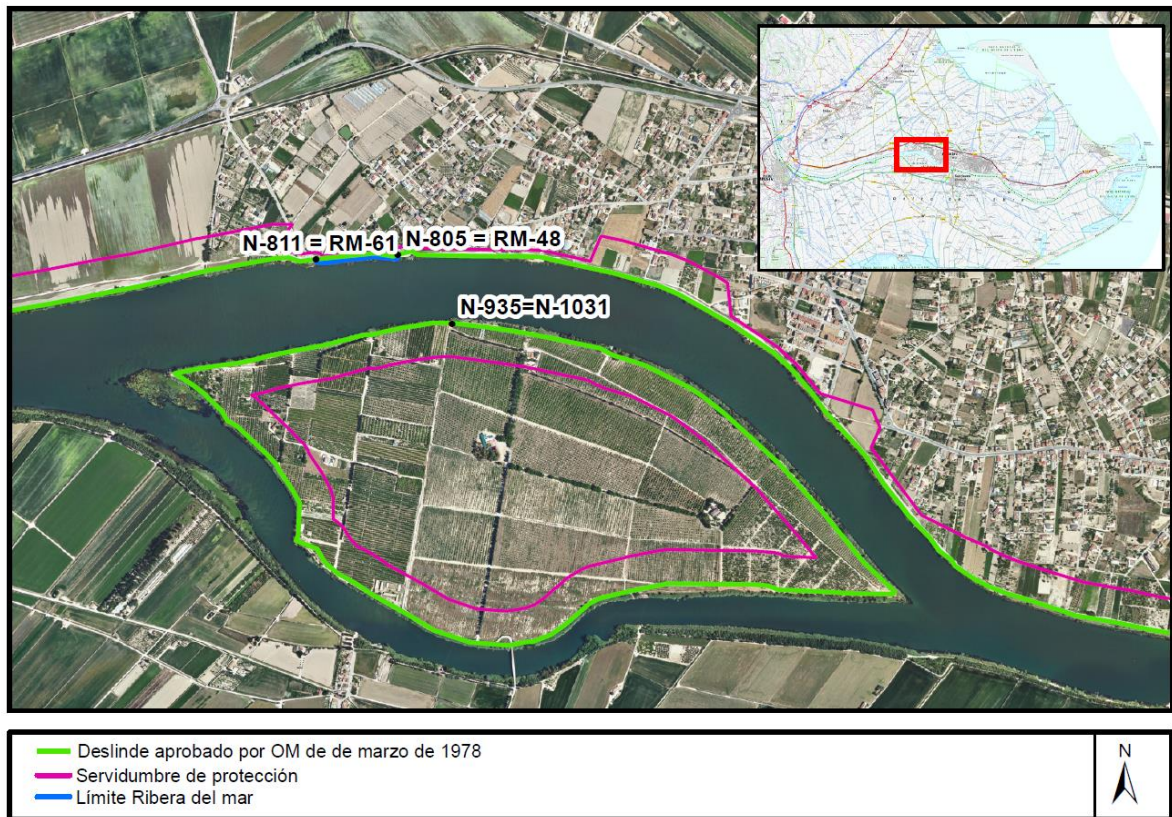 N-811 = RM-61
N-805 = RM-48
N-935=N-1031
Deslinde aprobado por OM de de marzo de 1978
Servidumbre de protección
Límite Ribera del mar
N